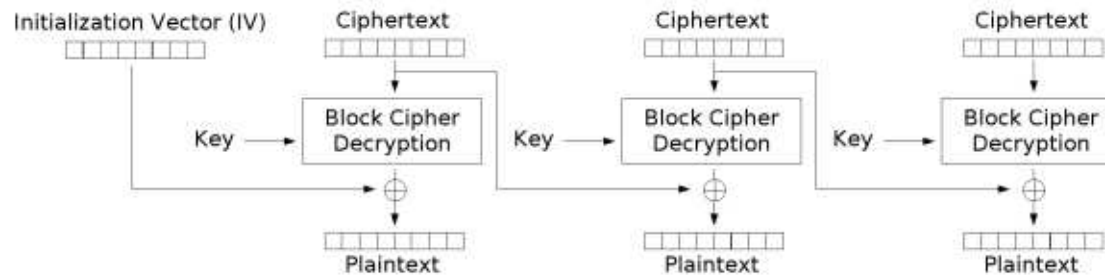 Initialization Vector (IV)
Ciphertext
Ciphertext
Ciphertext
Key
Block Cipher
Decryption
Key
Block Cipher
Decryption
Key
Block Cipher
Decryption
Plaintext
Plaintext
Plaintext